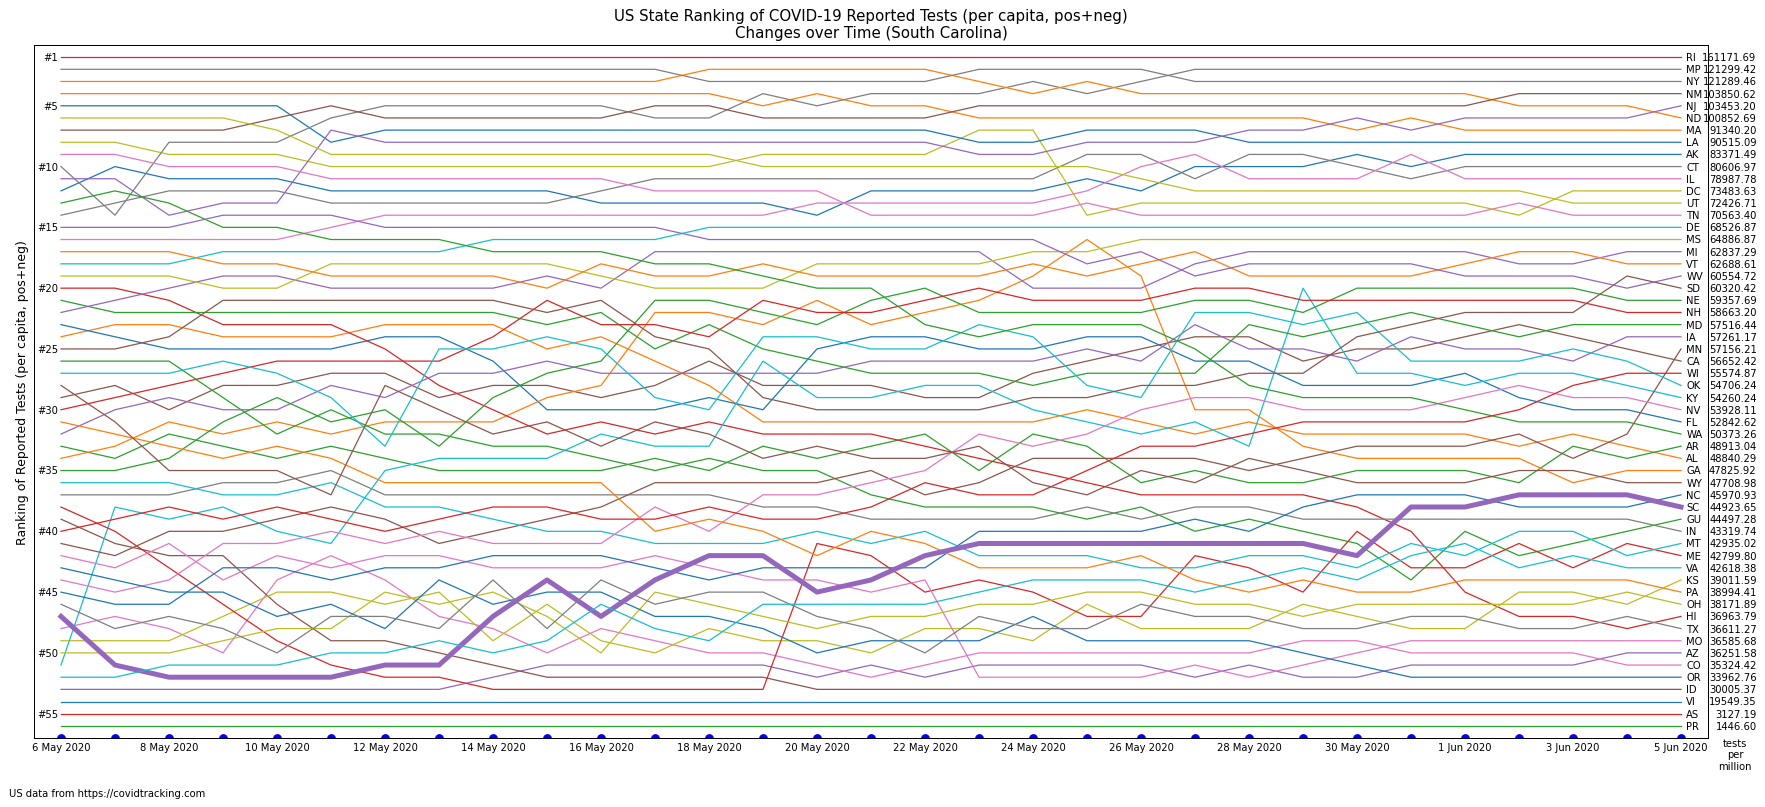 US State Ranking of COVID-19 Reported Tests (per capita, pos+neg)
Changes over Time (South Carolina)
Ranking of Reported Tests (per capita, pos+neg)
#1
#5
#10
#15
#20
#25
#30
#35
#40
#45
#50
#55
RI 161171.69
MP 121299.42
NY 121289.46
NM 103850.62
NJ 103453.20
ND 100852.69
MA 91340.20
LA 90515.09
AK 83371.49
CT 80606.97
IL 78987.78
DC 73483.63
UT 72426.71
TN 70563.40
DE 68526.87
MS 64886.87
MI 62837.29
VT 62688.61
WV 60554.72
SD 60320.42
NE 59357.69
NH 58663.20
MD 57516.44
IA 57261.17
MN 57156.21
CA 56652.42
WI 55574.87
OK 54706.24
KY 54260.24
NV 53928.11
FL 52842.62
WA 50373.26
AR 48913.04
AL 48840.29
GA 47825.92
WY 47708.98
NC 45970.93
SC 44923.65
GU 44497.28
IN 43319.74
MT 42935.02
ME 42799.80
VA 42618.38
KS 39011.59
PA 38994.41
OH 38171.89
HI 36963.79
TX 36611.27
MO 36585.68
AZ 36251.58
CO 35324.42
OR 33962.76
ID 30005.37
VI 19549.35
AS 3127.19
PR 1446.60
6 May 2020 8 May 2020 10 May 2020 12 May 2020 14 May 2020 16 May 2020 18 May 2020 20 May 2020 22 May 2020 24 May 2020 26 May 2020 28 May 2020 30 May 2020 1 Jun 2020 3 Jun 2020 5 Jun 2020
tests
per
million
US data from https://covidtracking.com